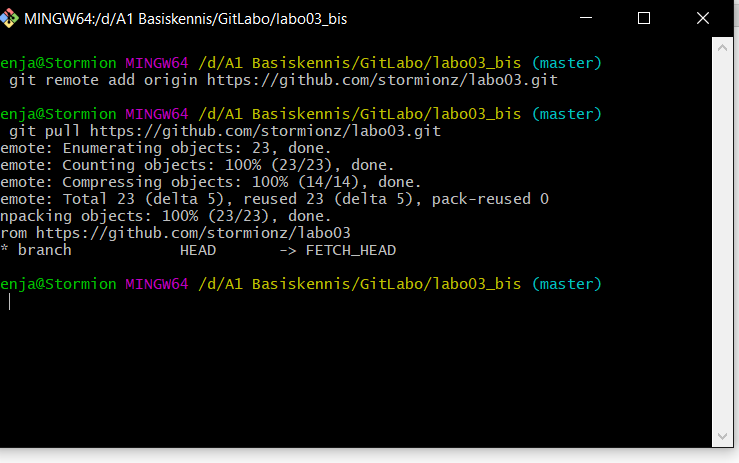 MINGW64:/d/A1 Basiskennis/GitLabo/labo03_bis
enja@Stormion MINGW64 /d/A1 Basiskennis/GitLabo/labo03_bis (master)
git remote add origin https://github.com/stormionz/labo03.git
enja@Stormion MINGW64 /d/A1 Basiskennis/GitLabo/labo03_bis (master)
git pull https://github.com/stormionz/labo03.git
emote: Enumerating objects: 23, done.
emote: Counting objects: 100% (23/23), done.
emote: Compressing objects: 100% (14/14), done.
emote: Total 23 (delta 5), reused 23 (delta 5), pack-reused 0
npacking objects: 100% (23/23), done.
rom https://github.com/stormionz/labo03
* branch            HEAD       -> FETCH_HEAD
enja@Stormion MINGW64 /d/A1 Basiskennis/GitLabo/labo03_bis (master)